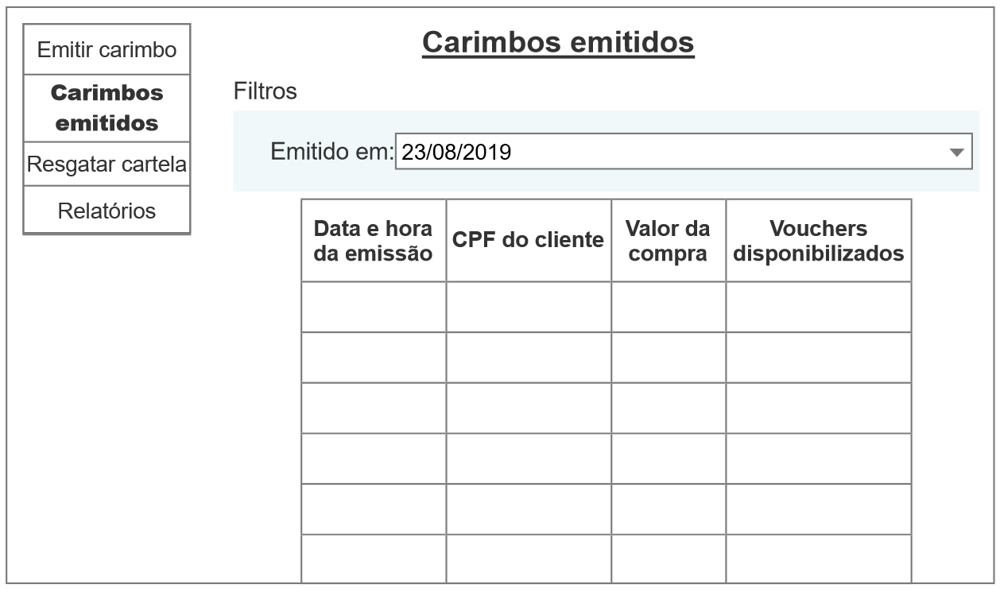 Emitir carimbo
Carimbos
emitidos
Resgatar cartela
Relatórios
Carimbos emitidos
Filtros
Emitido em: 23/08/2019
Data e hora
da emissão
CPF do cliente
Valor da
compra
Vouchers
disponibilizados